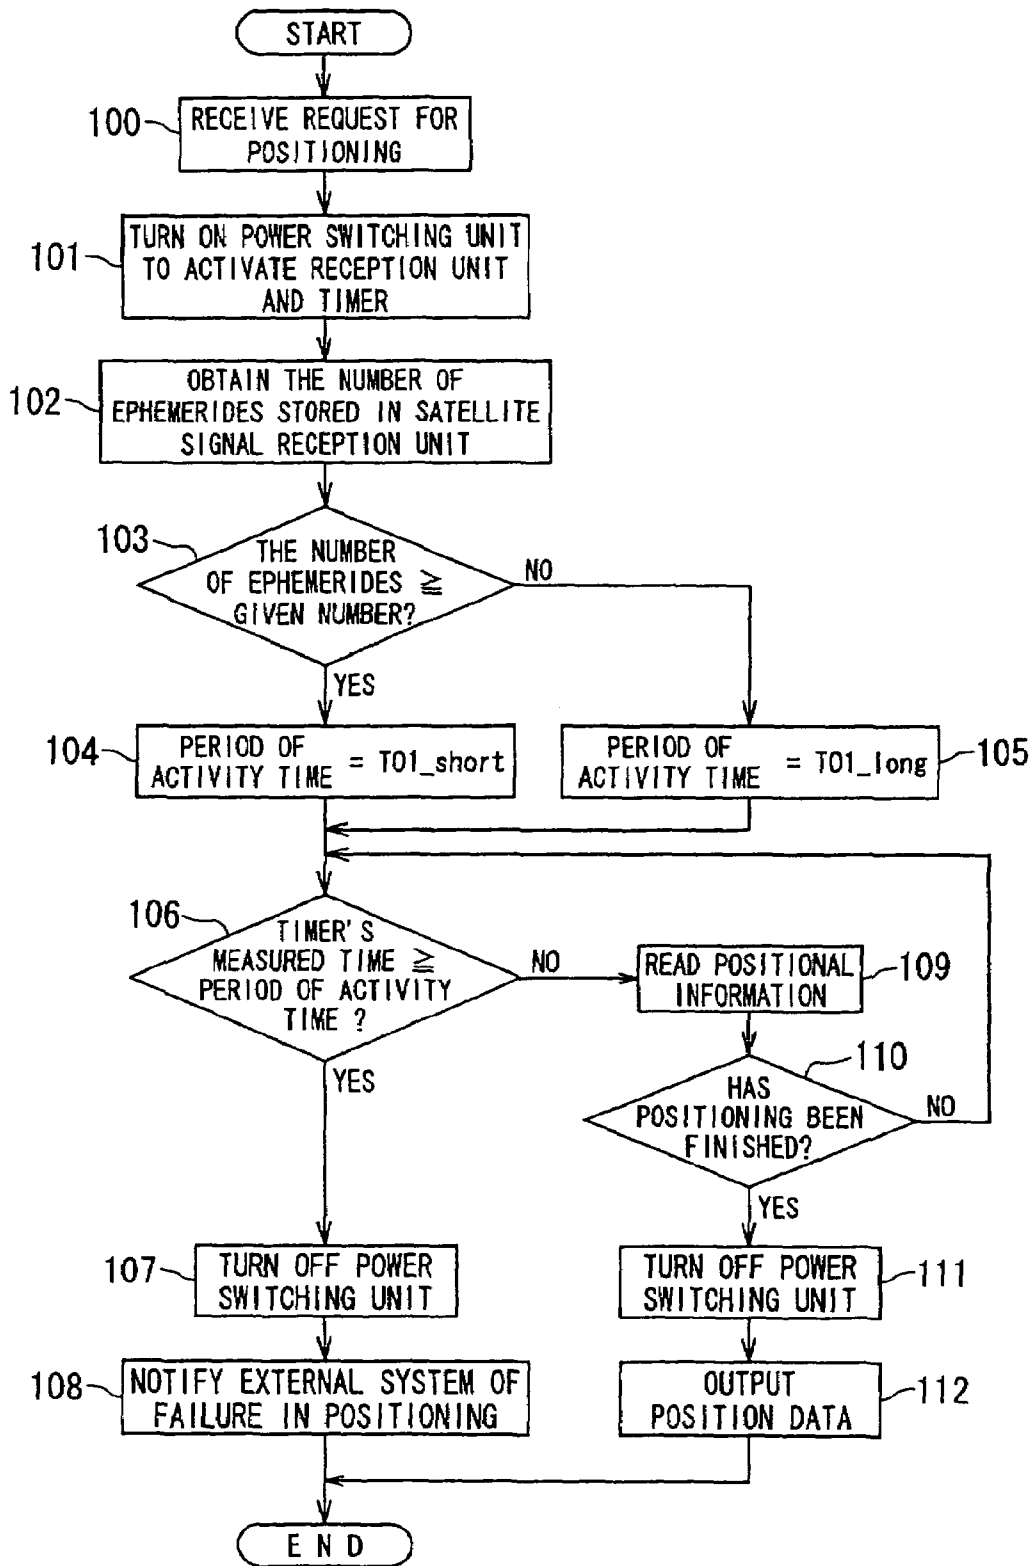 START
100
RECEIVE REQUEST FOR
POSITIONING
101
TURN ON POWER SWITCHING UNIT
TO ACTIVATE RECEPTION UNIT
AND TIMER
102
OBTAIN THE NUMBER OF
EPHEMERIDES STORED IN SATELLITE
SIGNAL RECEPTION UNIT
103
THE NUMBER
OF EPHEMERIDES ≧
GIVEN NUMBER?
NO
YES
104
PERIOD OF
ACTIVITY TIME = T01_short
PERIOD OF
ACTIVITY TIME = T01_long
105
106
TIMER'S
MEASURED TIME ≧
PERIOD OF ACTIVITY
TIME ?
NO
YES
READ POSITIONAL
INFORMATION
109
110
HAS
POSITIONING BEEN
FINISHED?
NO
YES
107
TURN OFF POWER
SWITCHING UNIT
TURN OFF POWER
SWITCHING UNIT
111
108
NOTIFY EXTERNAL SYSTEM OF
FAILURE IN POSITIONING
OUTPUT
POSITION DATA
112
END